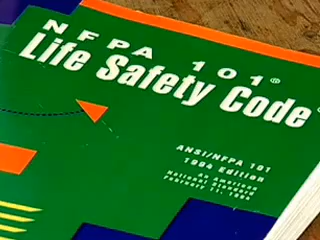 NFPA 101®
Life Safety Code®
ANSI/NFPA 101
1994 Edition
An American
National Standard
February 11, 1994